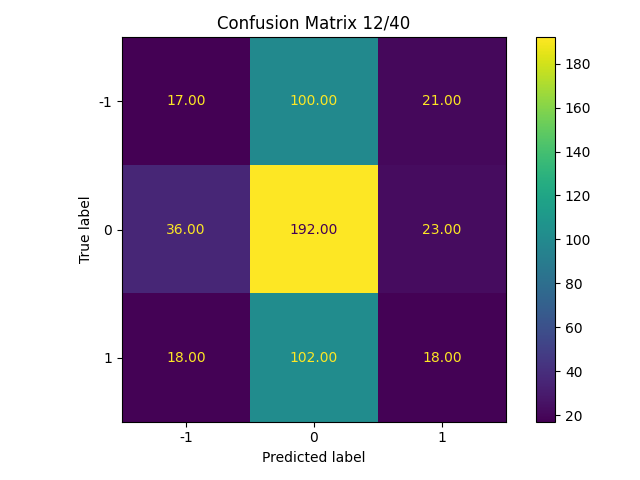 Confusion Matrix 12/40
True label
-1 17.00 100.00 21.00
0 36.00 192.00 23.00
1 18.00 102.00 18.00
-1 0 1
Predicted label
180
160
140
120
100
80
60
40
20